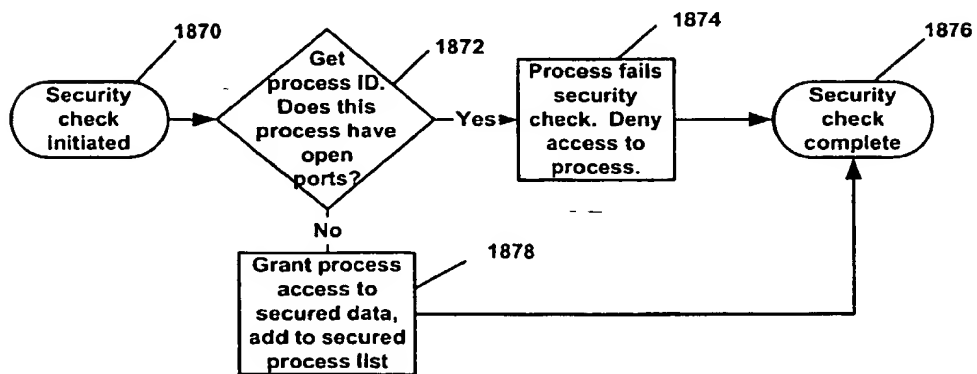 1870
Security
check
initiated
1872
Get
process ID.
Does this
process have
open
ports?
Yes
1874
Process fails
security
check. Deny
access to
process.
1876
Security
check
complete
No
1878
Grant process
access to
secured data,
add to secured
process list